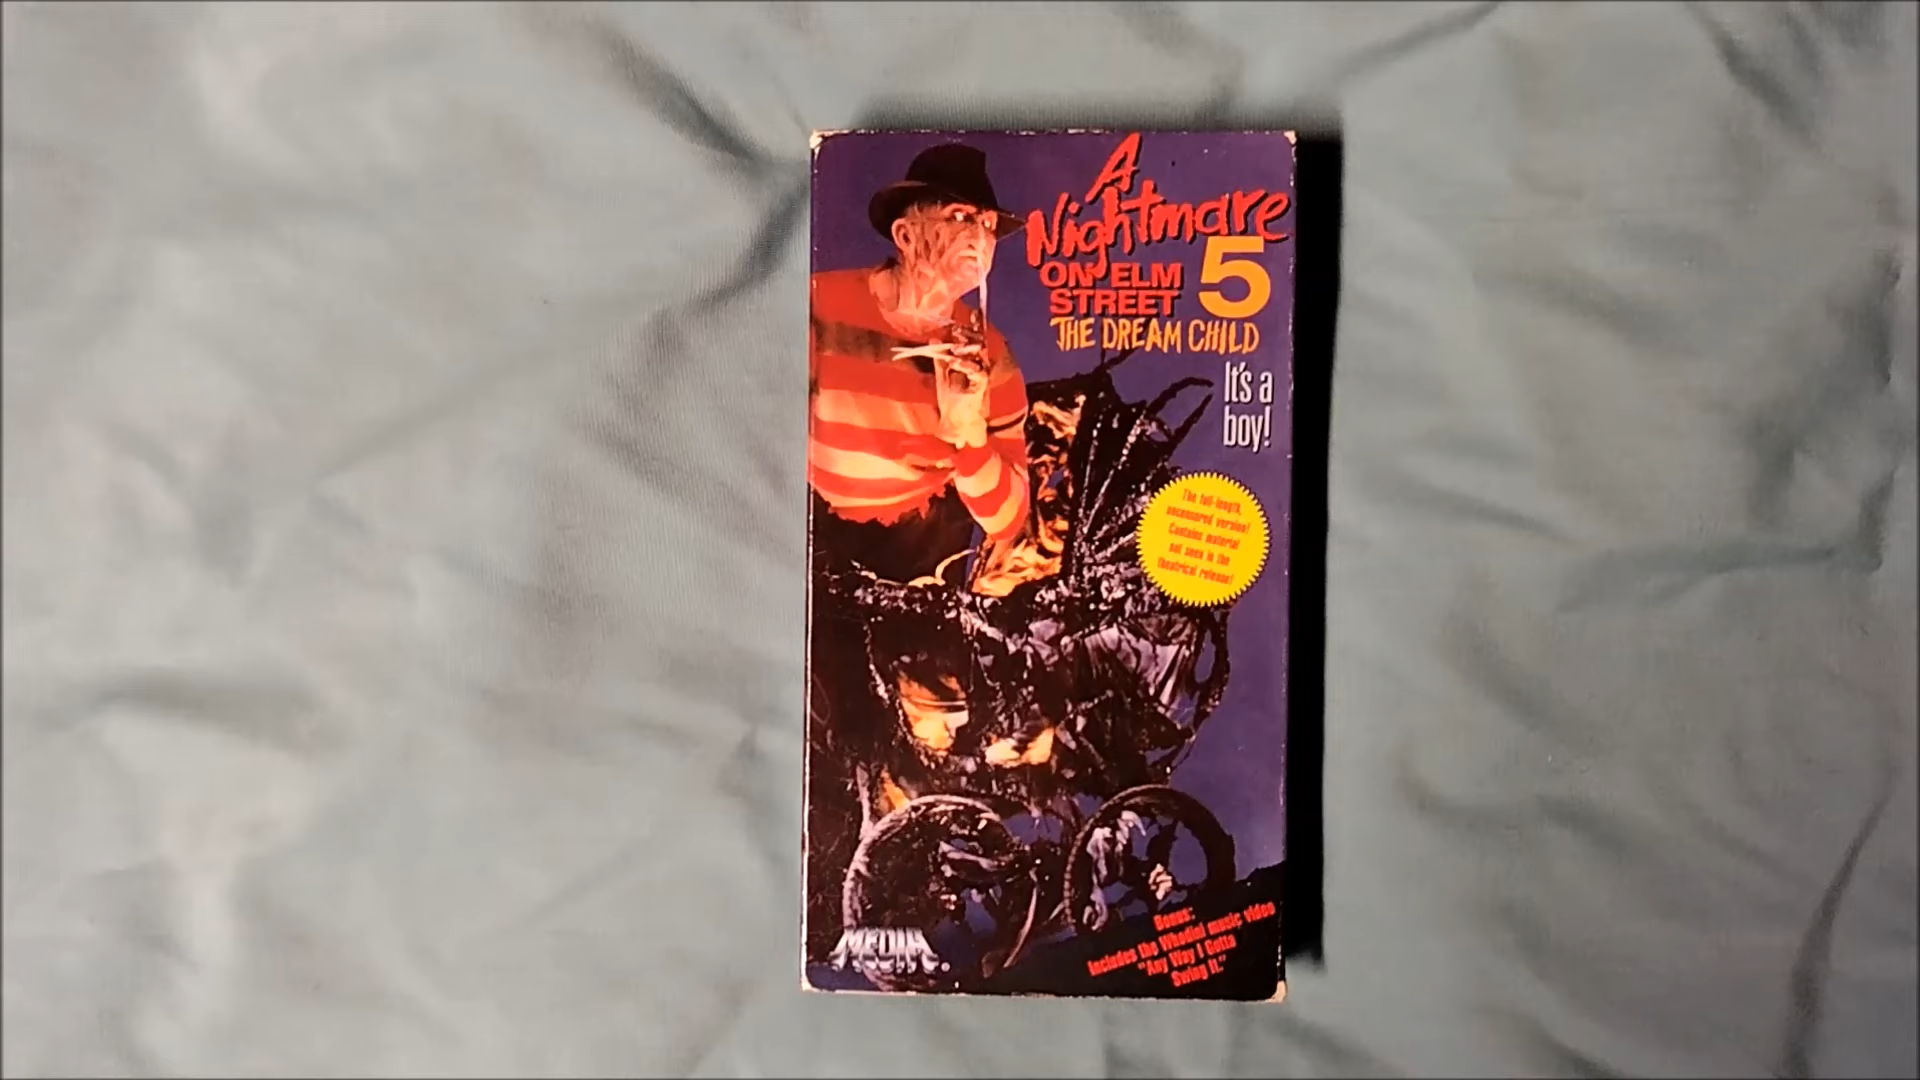 A
Nightmare
ON ELM
STREET 5
THE DREAM CHILD
It's a
boy!
The full-length,
uncensored version!
Contains material
not seen in the
theatrical release!
MEDIA
Bonus:
Includes the Whodini music video
"Any Way I Gotta
Swing It."